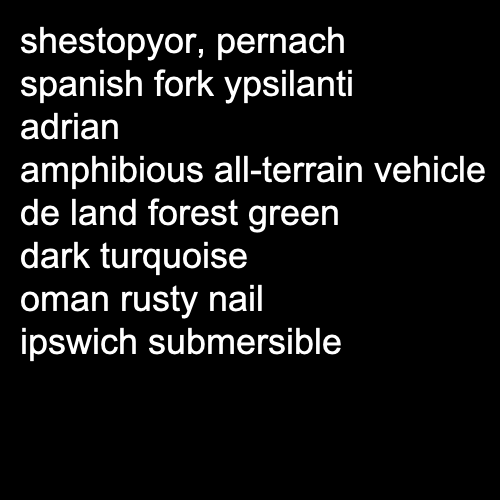 shestopyor, pernach
spanish fork ypsilanti
adrian
amphibious all-terrain vehicle
de land forest green
dark turquoise
oman rusty nail
ipswich submersible